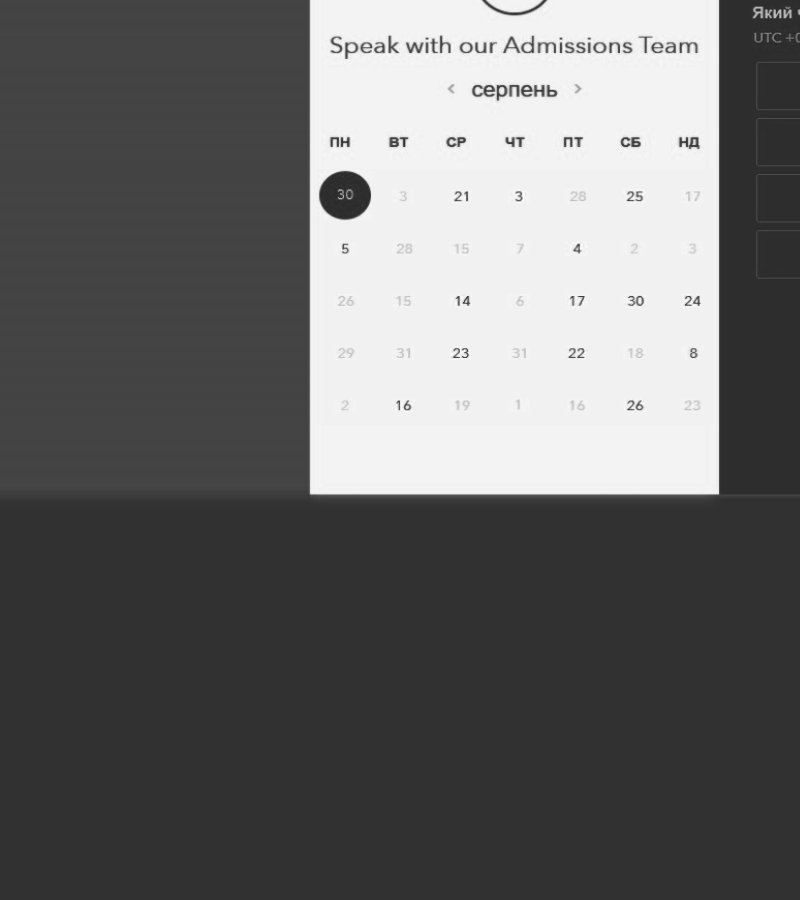 Speak with our Admissions Team
< серпень >
ПН ВТ СР ЧТ ПТ СБ НД
30 3 21 3 28 25 17
5 28 15 7 4 2 3
26 15 14 6 17 30 24
29 31 23 31 22 18 8
2 16 19 1 16 26 23
Який
UTC